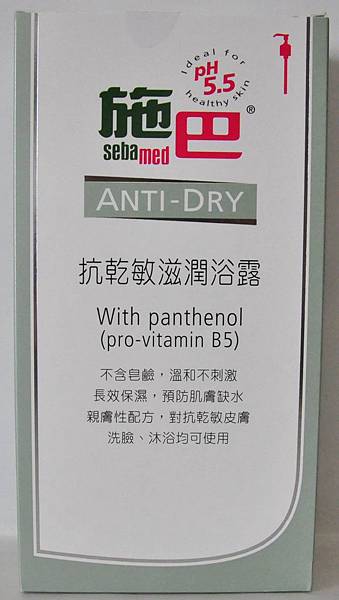 Ideal for
pH
5.5
healthy skin
施巴®
sebamed
ANTI-DRY
抗乾敏滋潤浴露
With panthenol
(pro-vitamin B5)
不含皂鹼，溫和不刺激
長效保濕，預防肌膚缺水
親膚性配方，對抗乾敏皮膚
洗臉、沐浴均可使用